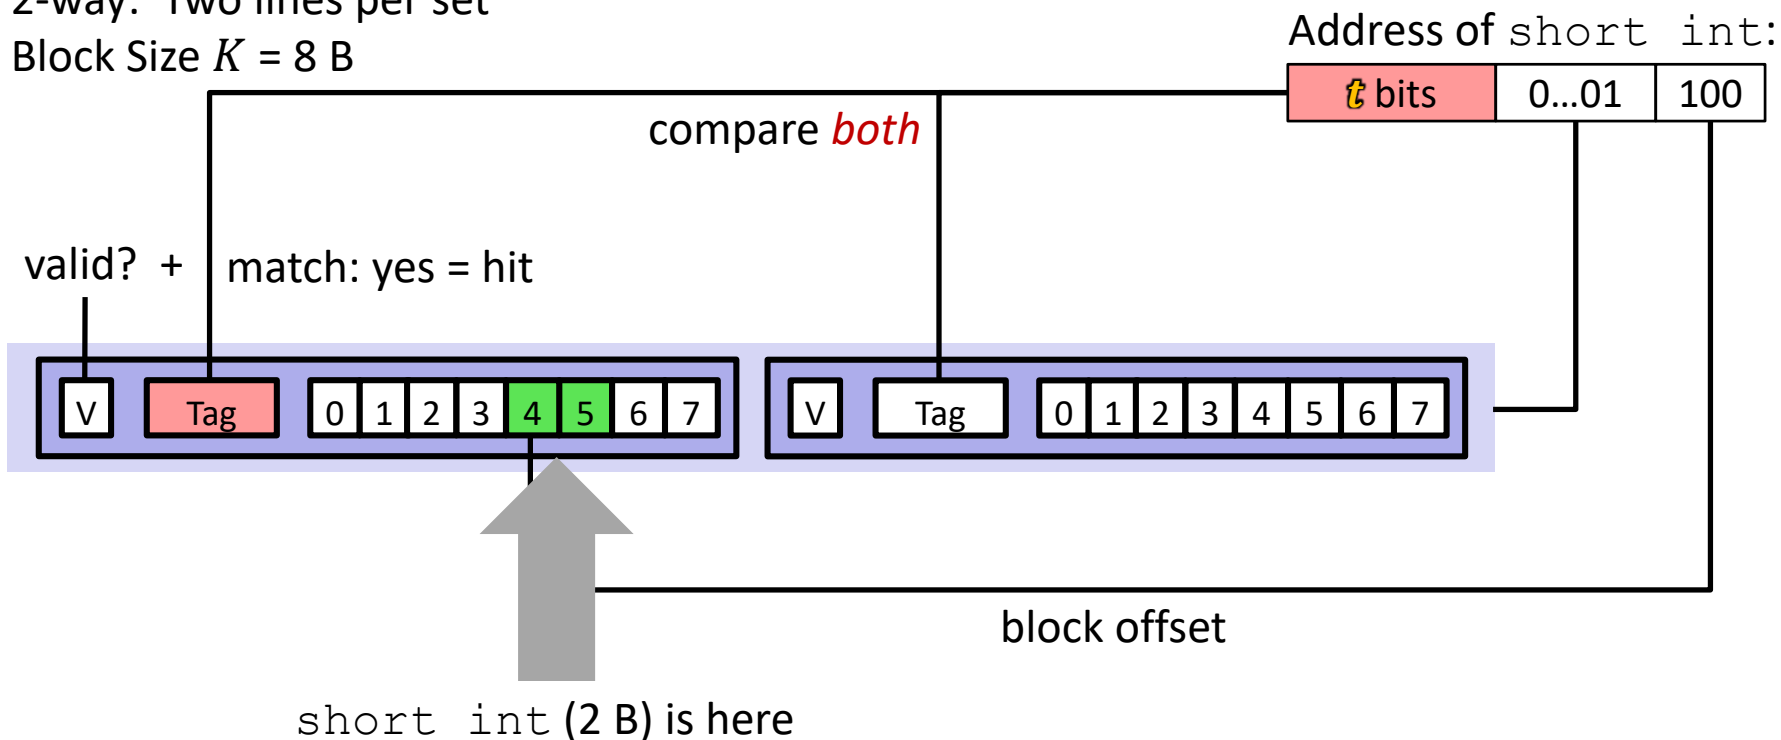 2-way: Two lines per set
Block Size K = 8 B
Address of short int:
t bits 0...01 100
compare both
valid? + match: yes = hit
V Tag 0 1 2 3 4 5 6 7 V Tag 0 1 2 3 4 5 6 7
block offset
short int (2 B) is here